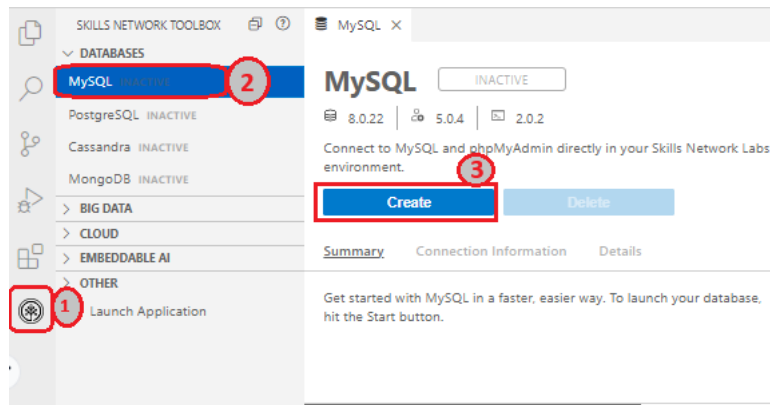 SKILLS NETWORK TOOLBOX
DATABASES
MySQL INACTIVE
2
PostgreSQL INACTIVE
Cassandra INACTIVE
MongoDB INACTIVE
BIG DATA
CLOUD
EMBEDDABLE AI
OTHER
1
Launch Application
MySQL
MySQL INACTIVE
8.0.22 5.0.4 2.0.2
Connect to MySQL and phpMyAdmin directly in your Skills Network Labs
environment.
3
Create Delete
Summary Connection Information Details
Get started with MySQL in a faster, easier way. To launch your database,
hit the Start button.